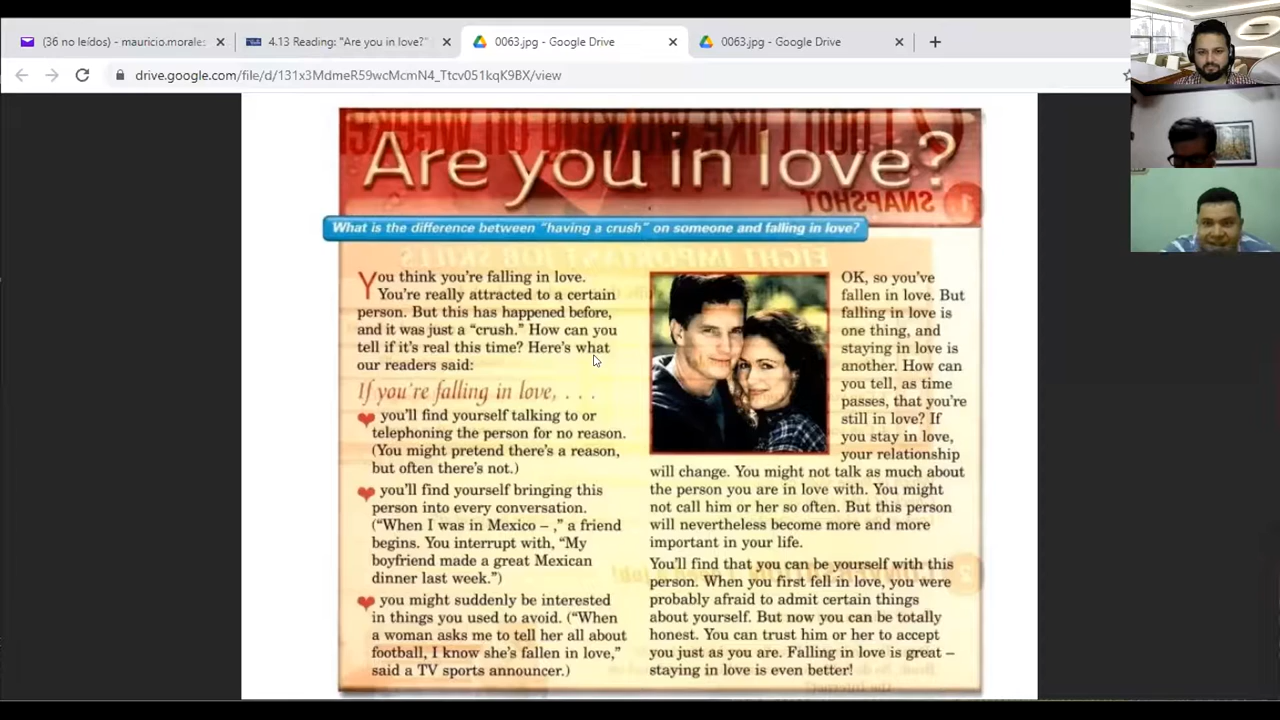 (36 no leídos) - mauricio.morale:
4.13 Reading: "Are you in love?"
0063.jpg - Google Drive
0063.jpg - Google Drive
drive.google.com/file/d/131x3MdmeR59wcMcmN4_Ttcv051kqK9BX/view
Are you in love?
SNAPSHOT
What is the difference between "having a crush" on someone and falling in love?
You think you're falling in love.
You're really attracted to a certain
person. But this has happened before,
and it was just a "crush." How can you
tell if it's real this time? Here's what
our readers said:
If you're falling in love, . . .
you'll find yourself talking to or
telephoning the person for no reason.
(You might pretend there's a reason,
but often there's not.)
you'll find yourself bringing this
person into every conversation.
("When I was in Mexico – ," a friend
begins. You interrupt with, "My
boyfriend made a great Mexican
dinner last week.")
you might suddenly be interested
in things you used to avoid. ("When
a woman asks me to tell her all about
football, I know she's fallen in love,"
said a TV sports announcer.)
OK, so you've
fallen in love. But
falling in love is
one thing, and
staying in love is
another. How can
you tell, as time
passes, that you're
still in love? If
you stay in love,
your relationship
will change. You might not talk as much about
the person you are in love with. You might
not call him or her so often. But this person
will nevertheless become more and more
important in your life.
You'll find that you can be yourself with this
person. When you first fell in love, you were
probably afraid to admit certain things
about yourself. But now you can be totally
honest. You can trust him or her to accept
you just as you are. Falling in love is great –
staying in love is even better!